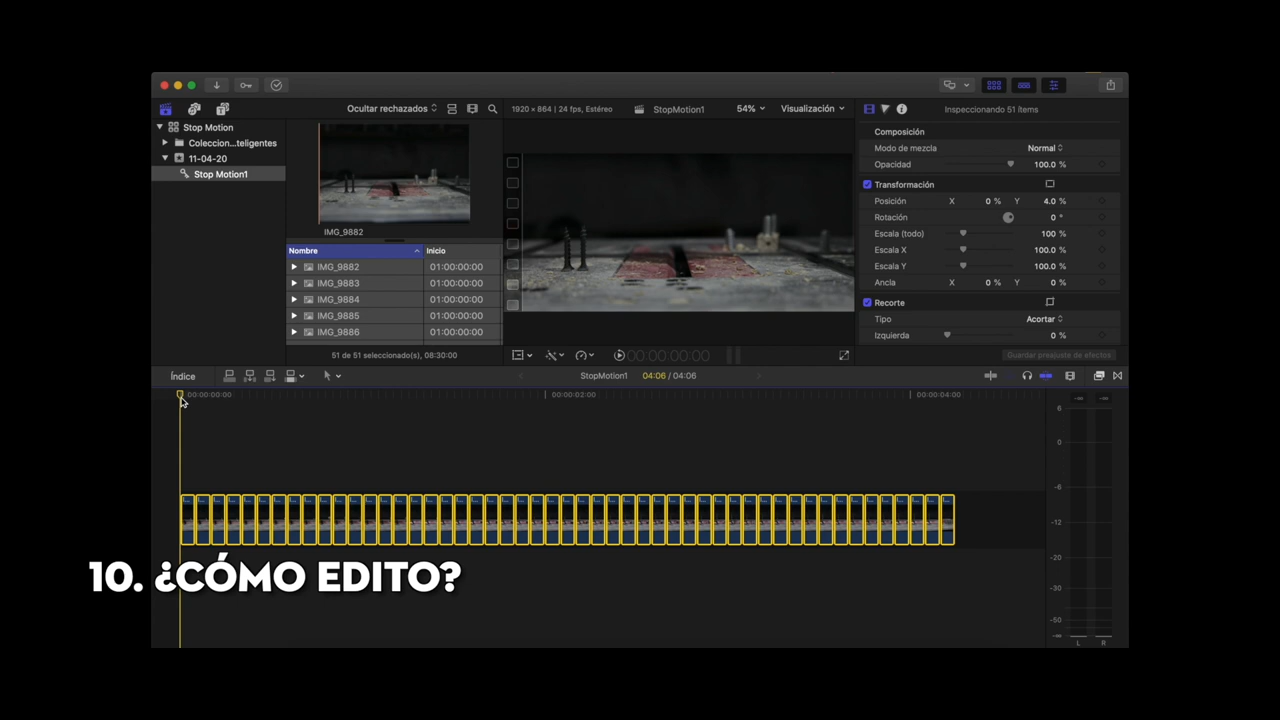 Ocultar rechazados
1920 × 864 | 24 fps, Estéreo
StopMotion1
54%
Visualización
Inspeccionando 51 ítems
Stop Motion
Coleccion...teligentes
11-04-20
Stop Motion1
IMG_9882
Nombre
Inicio
IMG_9882
01:00:00:00
IMG_9883
01:00:00:00
IMG_9884
01:00:00:00
IMG_9885
01:00:00:00
IMG_9886
01:00:00:00
51 de 51 seleccionado(s), 08:30:00
00:00:00:00
Composición
Modo de mezcla
Normal
Opacidad
100.0 %
Transformación
Posición X 0 % Y 4.0 %
Rotación 0 °
Escala (todo) 100 %
Escala X 100.0 %
Escala Y 100.0 %
Ancla X 0 % Y 0 %
Recorte
Tipo
Acortar
Izquierda 0 %
Guardar preajuste de efectos
Índice
StopMotion1
04:06 / 04:06
00:00:00:00
00:00:02:00
00:00:04:00
-∞ -∞
6
0
-6
-12
-20
-30
-50
-∞
L R
10. ¿CÓMO EDITO?